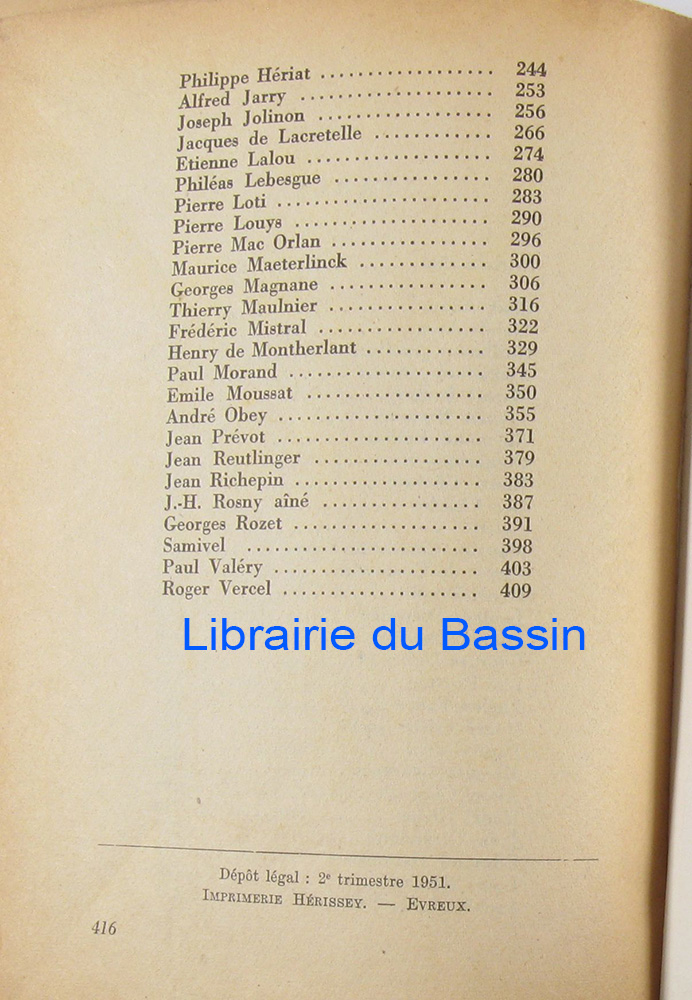 Philippe Hériat .................. 244
Alfred Jarry .................... 253
Joseph Jolinon .................. 256
Jacques de Lacretelle ............ 266
Etienne Lalou ................... 274
Philéas Lebesgue ................ 280
Pierre Loti ...................... 283
Pierre Louys .................... 290
Pierre Mac Orlan ................ 296
Maurice Maeterlinck ............. 300
Georges Magnane ................ 306
Thierry Maulnier ................ 316
Frédéric Mistral ................. 322
Henry de Montherlant ............ 329
Paul Morand .................... 345
Emile Moussat .................. 350
André Obey ..................... 355
Jean Prévot ..................... 371
Jean Reutlinger ................. 379
Jean Richepin ................... 383
J.-H. Rosny aîné ................ 387
Georges Rozet ................... 391
Samivel ........................ 398
Paul Valéry ..................... 403
Roger Vercel .................... 409
Librairie du Bassin
Dépôt légal : 2e trimestre 1951.
IMPRIMERIE HÉRISSEY. — EVREUX.
416